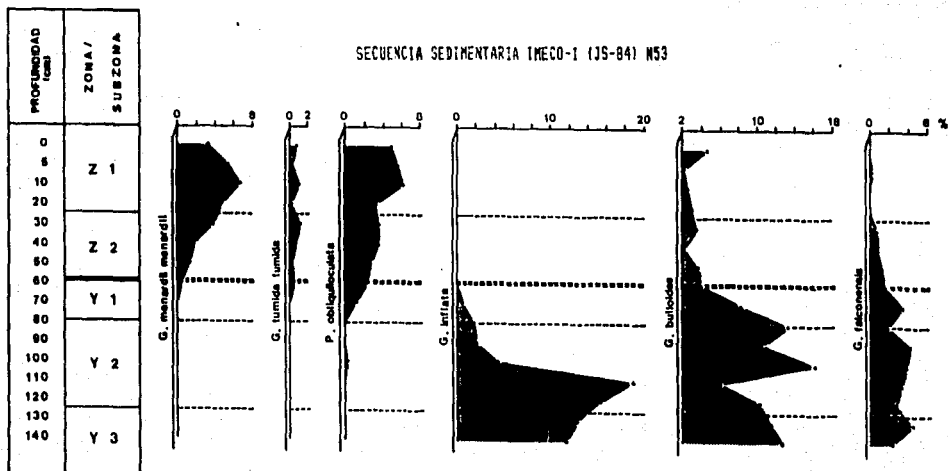 SECUENCIA SEDIMENTARIA IMECO-I (JS-84) N53
PROFUNDIDAD (cm)
ZONA/ SUBZONA
0
5
10
20
30
40
50
60
70
80
90
100
110
120
130
140
Z 1
Z 2
Y 1
Y 2
Y 3
0 8
G. menardii menardii
0 2
G. tumida tumida
0 8
P. obliquiloculata
0 10 20
G. inflata
2 10 18
G. bulloides
0 6 %
G. falconensis